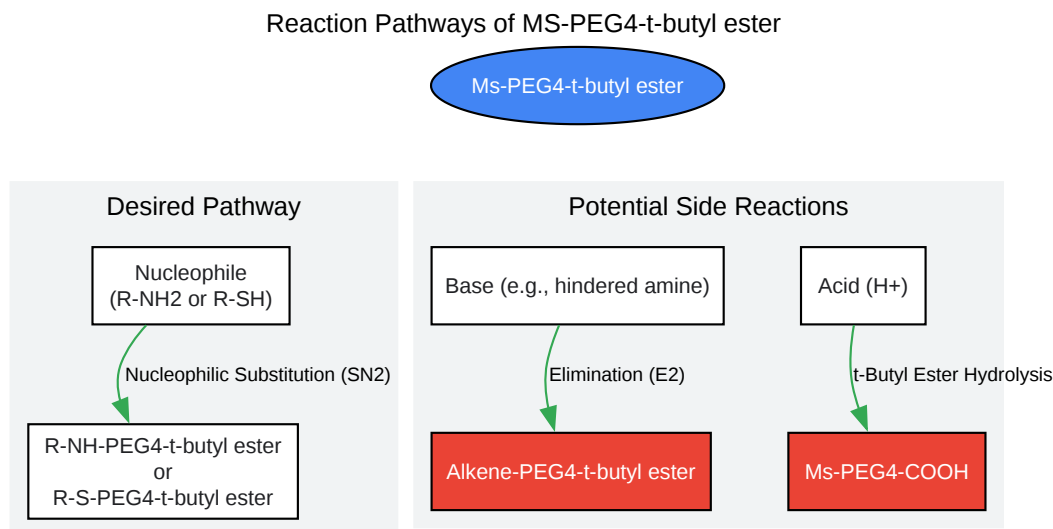 Reaction Pathways of MS-PEG4-t-butyl ester
Ms-PEG4-t-butyl ester
Desired Pathway
Nucleophile
(R-NH2 or R-SH)
Nucleophilic Substitution (SN2)
R-NH-PEG4-t-butyl ester
or
R-S-PEG4-t-butyl ester
Potential Side Reactions
Base (e.g., hindered amine)
Acid (H+)
Elimination (E2)
t-Butyl Ester Hydrolysis
Alkene-PEG4-t-butyl ester
Ms-PEG4-COOH